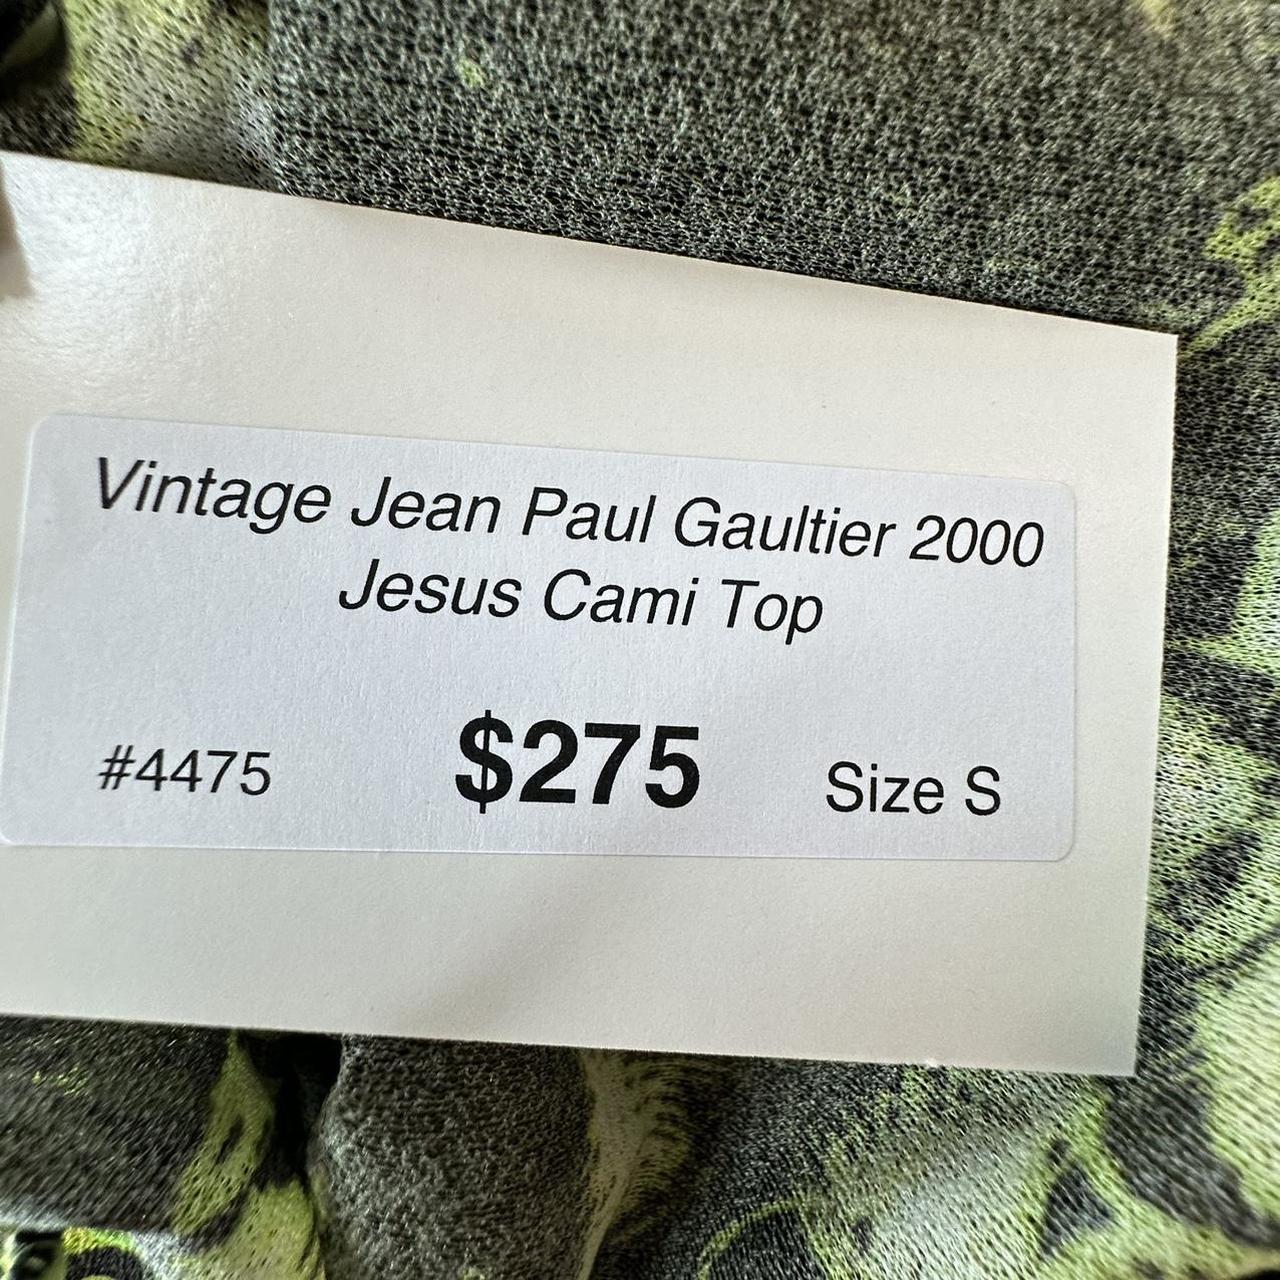 Vintage Jean Paul Gaultier 2000
Jesus Cami Top
#4475 $275 Size S